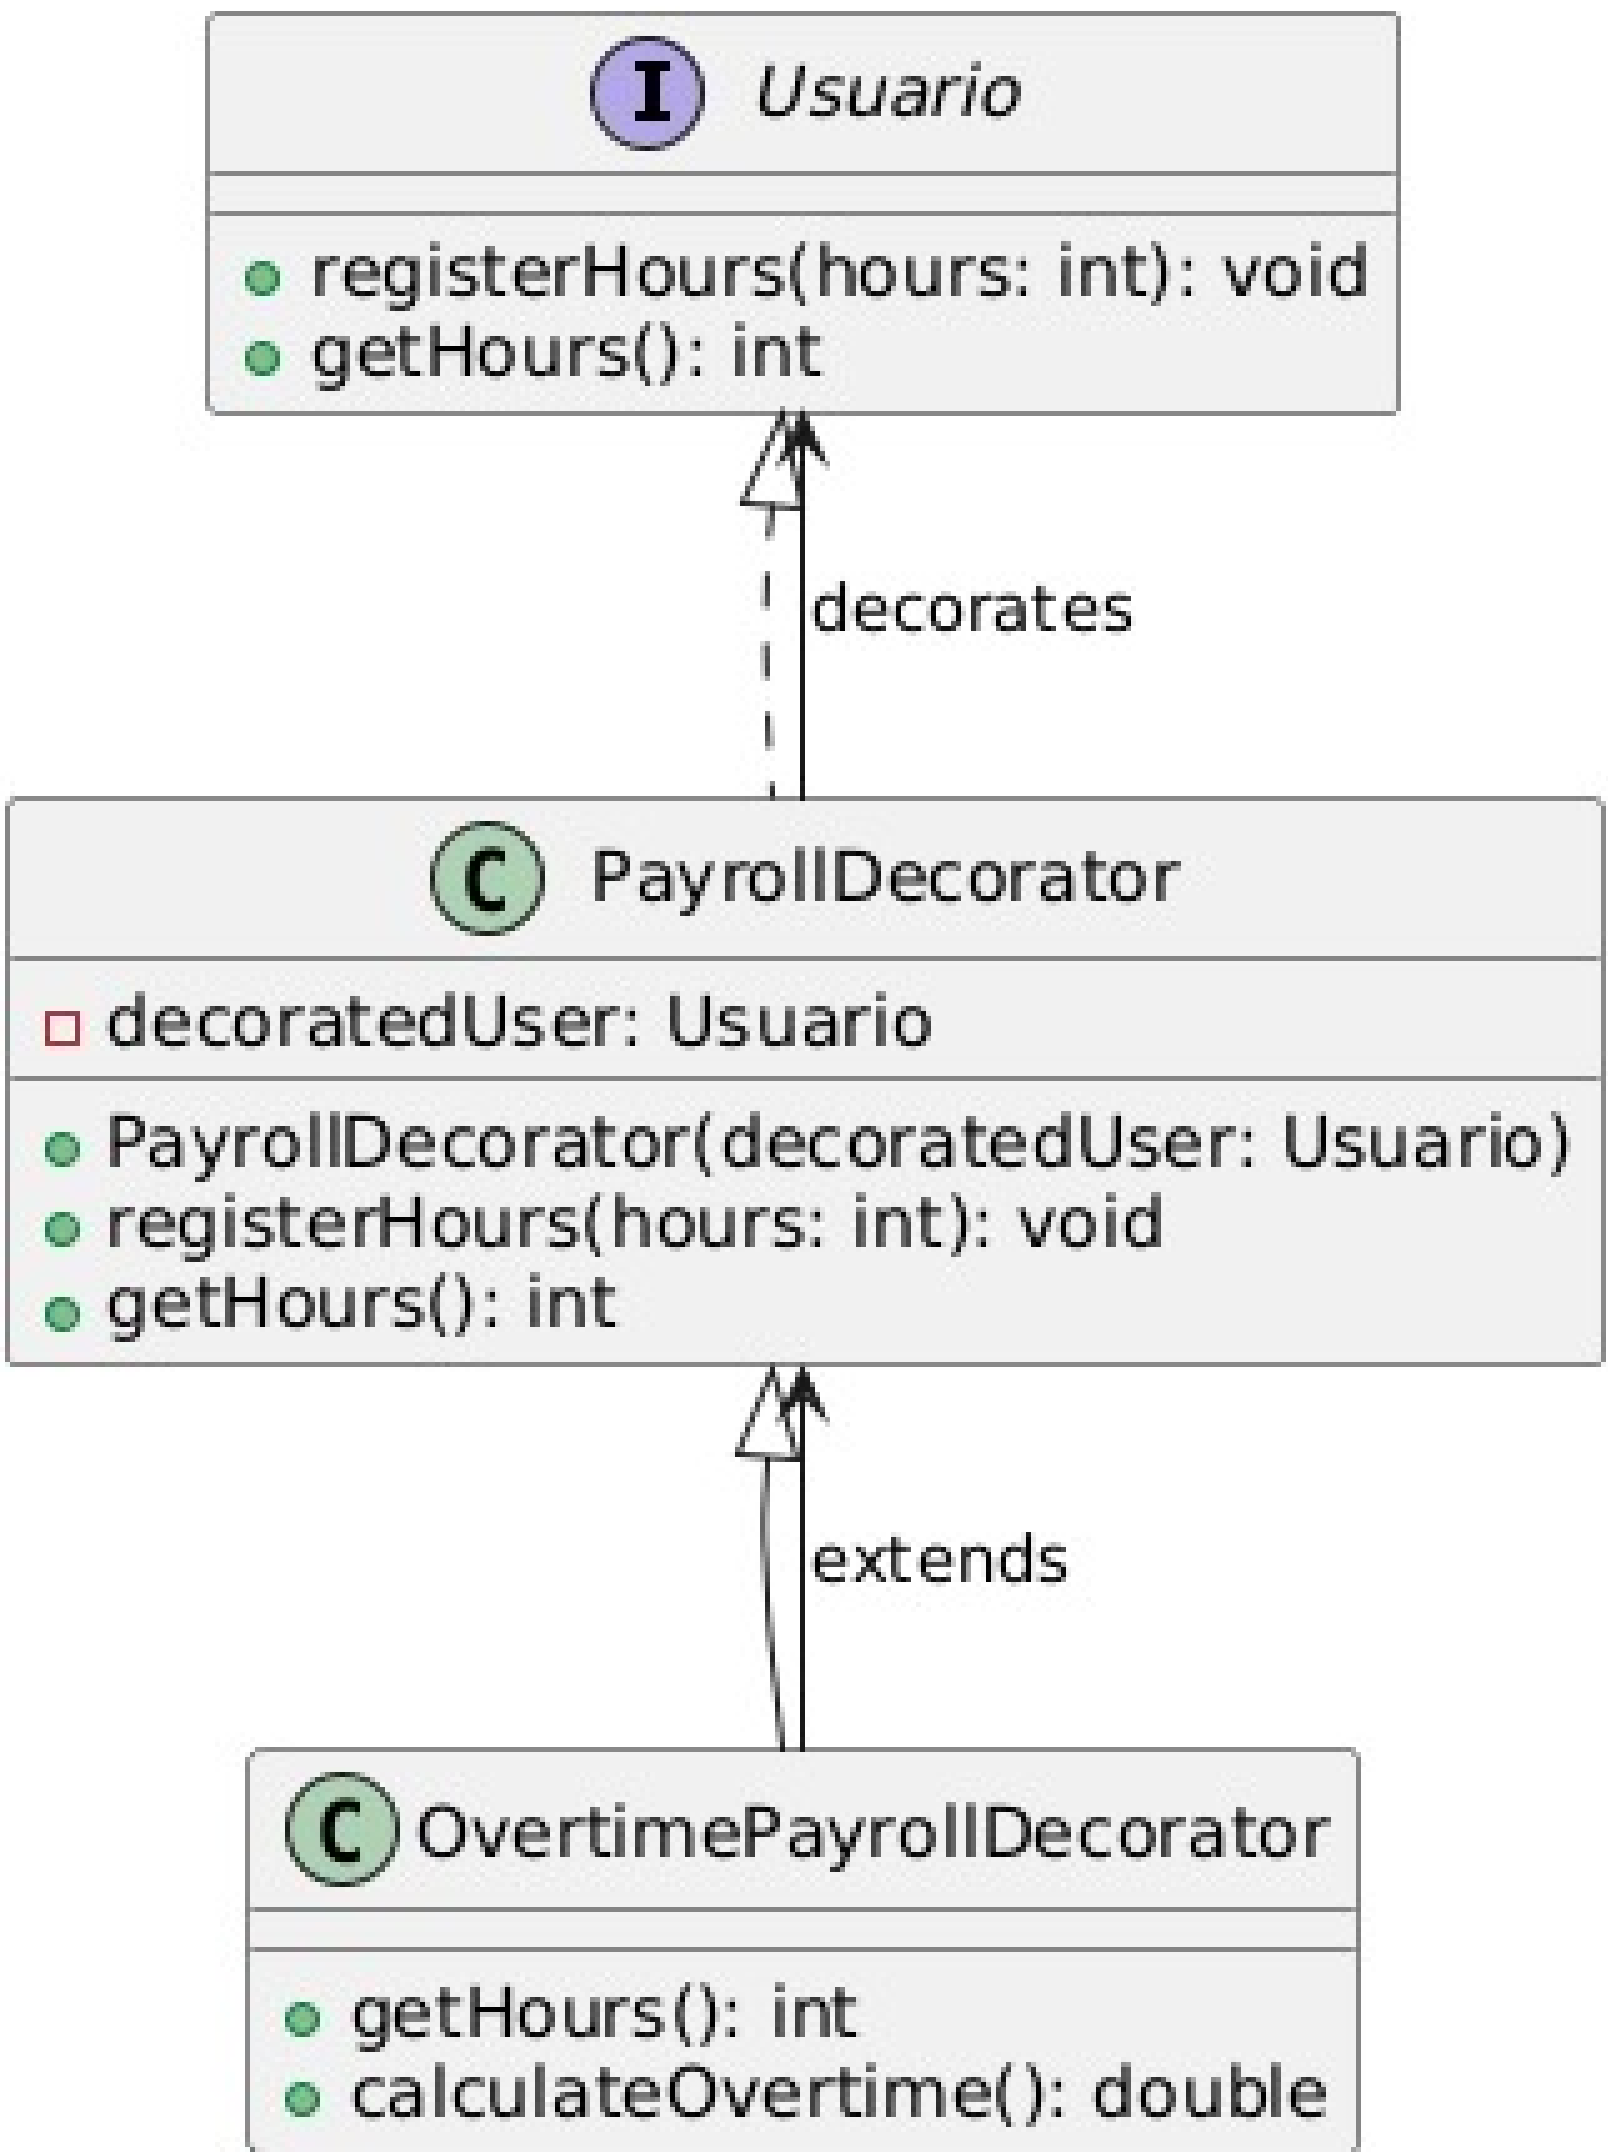 I Usuario
registerHours(hours: int): void
getHours(): int
decorates
C PayrollDecorator
decoratedUser: Usuario
PayrollDecorator(decoratedUser: Usuario)
registerHours(hours: int): void
getHours(): int
extends
C OvertimePayrollDecorator
getHours(): int
calculateOvertime(): double